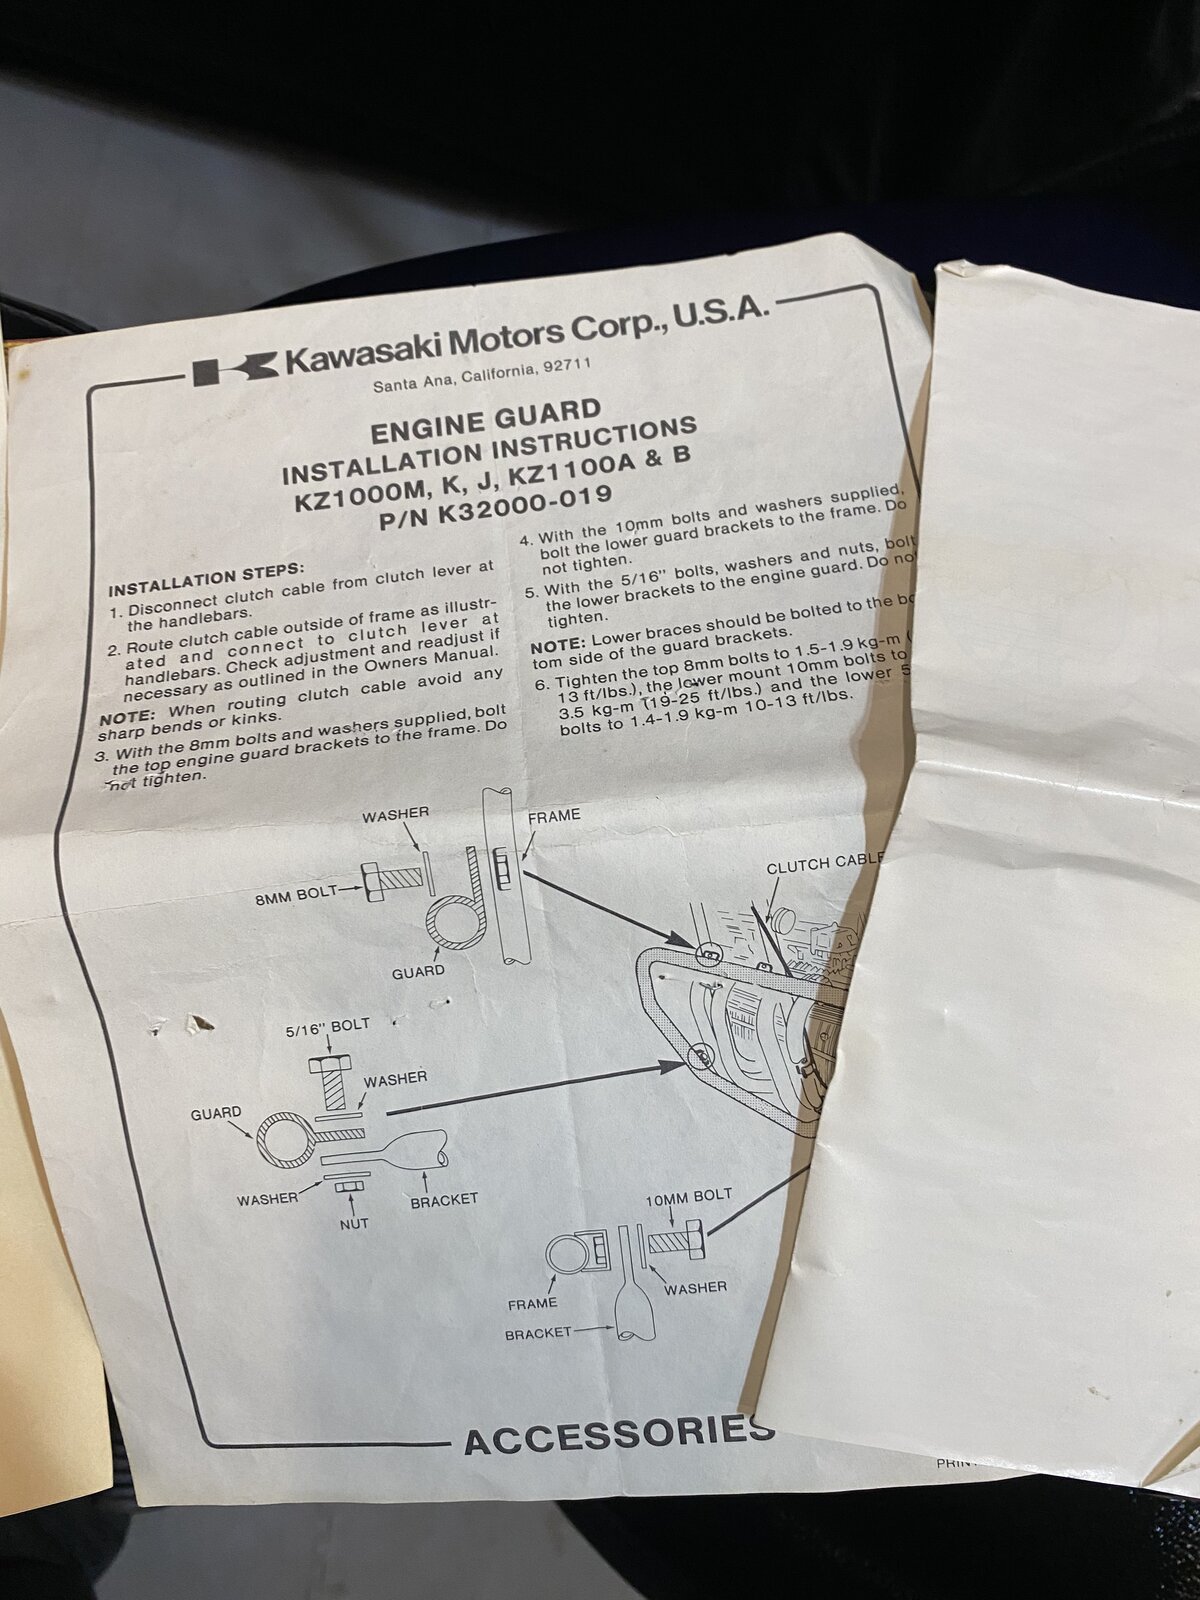 Kawasaki Motors Corp., U.S.A.
Santa Ana, California, 92711
ENGINE GUARD
INSTALLATION INSTRUCTIONS
KZ1000M, K, J, KZ1100A & B
P/N K32000-019
INSTALLATION STEPS:
1. Disconnect clutch cable from clutch lever at
the handlebars.
2. Route clutch cable outside of frame as illustr-
ated and connect to clutch lever at
handlebars. Check adjustment and readjust if
necessary as outlined in the Owners Manual.
NOTE: When routing clutch cable avoid any
sharp bends or kinks.
3. With the 8mm bolts and washers supplied, bolt
the top engine guard brackets to the frame. Do
not tighten.
4. With the 10mm bolts and washers supplied,
bolt the lower guard brackets to the frame. Do
not tighten.
5. With the 5/16" bolts, washers and nuts, bolt
the lower brackets to the engine guard. Do no
tighten.
NOTE: Lower braces should be bolted to the bo
tom side of the guard brackets.
6. Tighten the top 8mm bolts to 1.5-1.9 kg-m (
13 ft/lbs.), the lower mount 10mm bolts to
3.5 kg-m (19-25 ft/lbs.) and the lower 5
bolts to 1.4-1.9 kg-m 10-13 ft/lbs.
WASHER
FRAME
8MM BOLT
GUARD
CLUTCH CABLE
5/16" BOLT
WASHER
GUARD
WASHER
NUT
BRACKET
10MM BOLT
FRAME
WASHER
BRACKET
ACCESSORIES